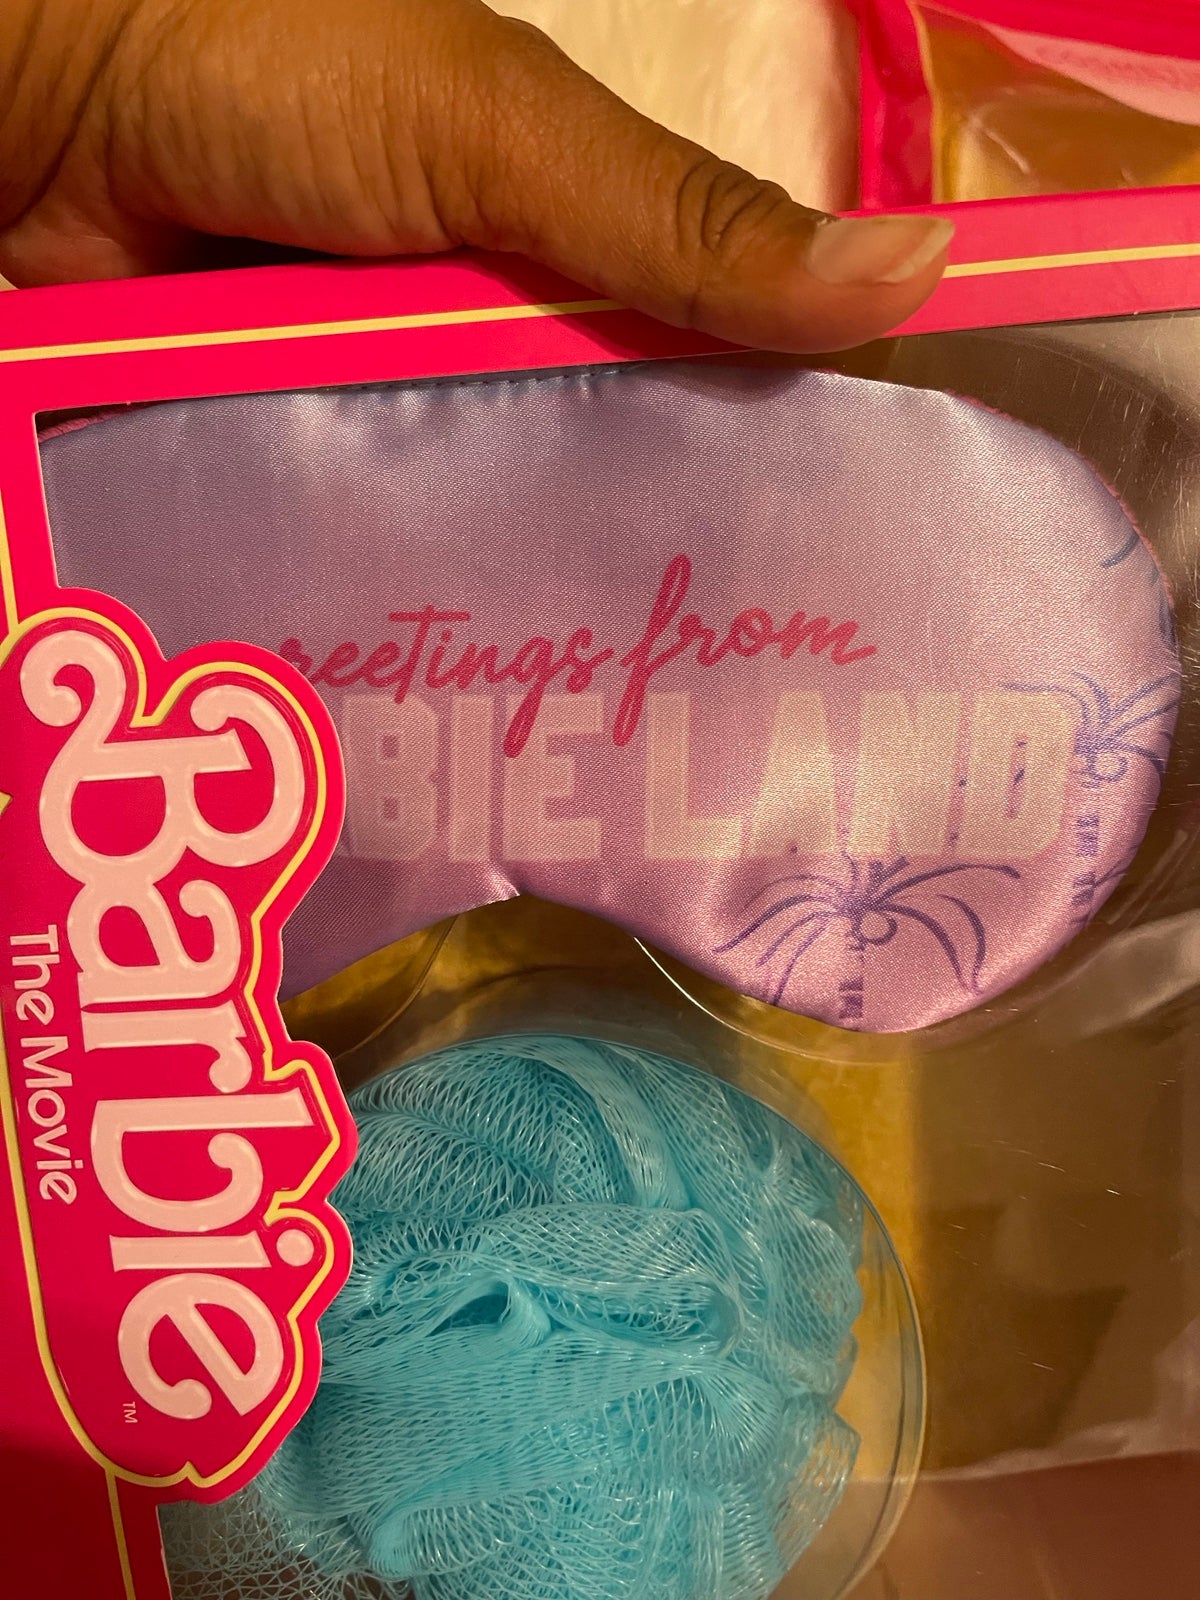 reetings from
BIE LAND
Barbie
The Movie
TM